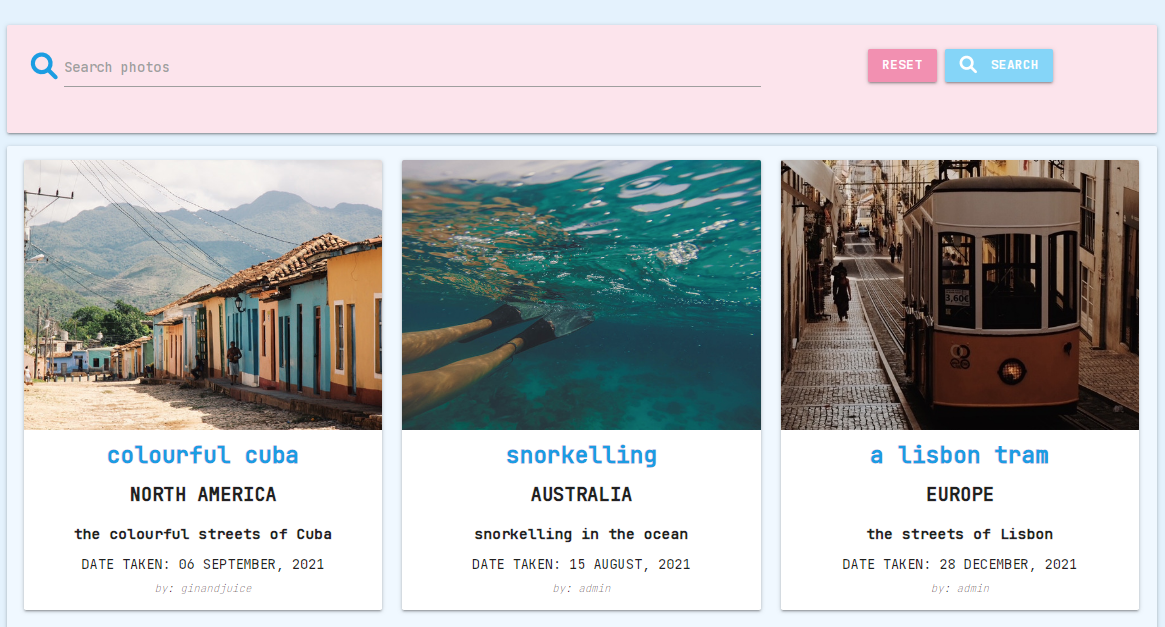 Search photos
RESET
SEARCH
3,60€
colourful cuba
NORTH AMERICA
the colourful streets of Cuba
DATE TAKEN: 06 SEPTEMBER, 2021
by: ginandjuice
snorkelling
AUSTRALIA
snorkelling in the ocean
DATE TAKEN: 15 AUGUST, 2021
by: admin
a lisbon tram
EUROPE
the streets of Lisbon
DATE TAKEN: 28 DECEMBER, 2021
by: admin